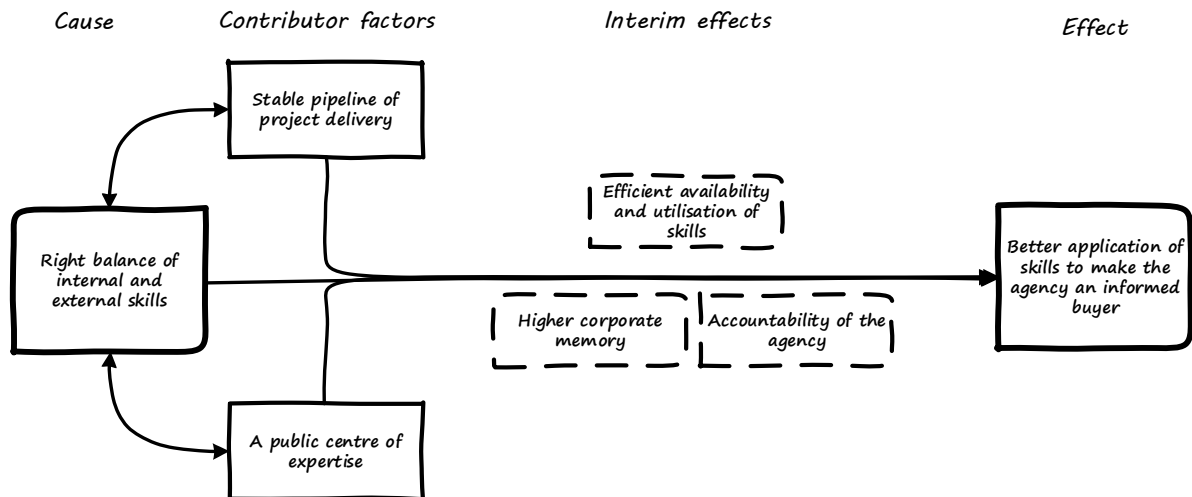 Cause
Contributor factors
Interim effects
Effect
Stable pipeline of
project delivery
Efficient availability
and utilisation of
skills
Right balance of
internal and
external skills
Better application of
skills to make the
agency an informed
buyer
Higher corporate
memory
Accountability of the
agency
A public centre of
expertise